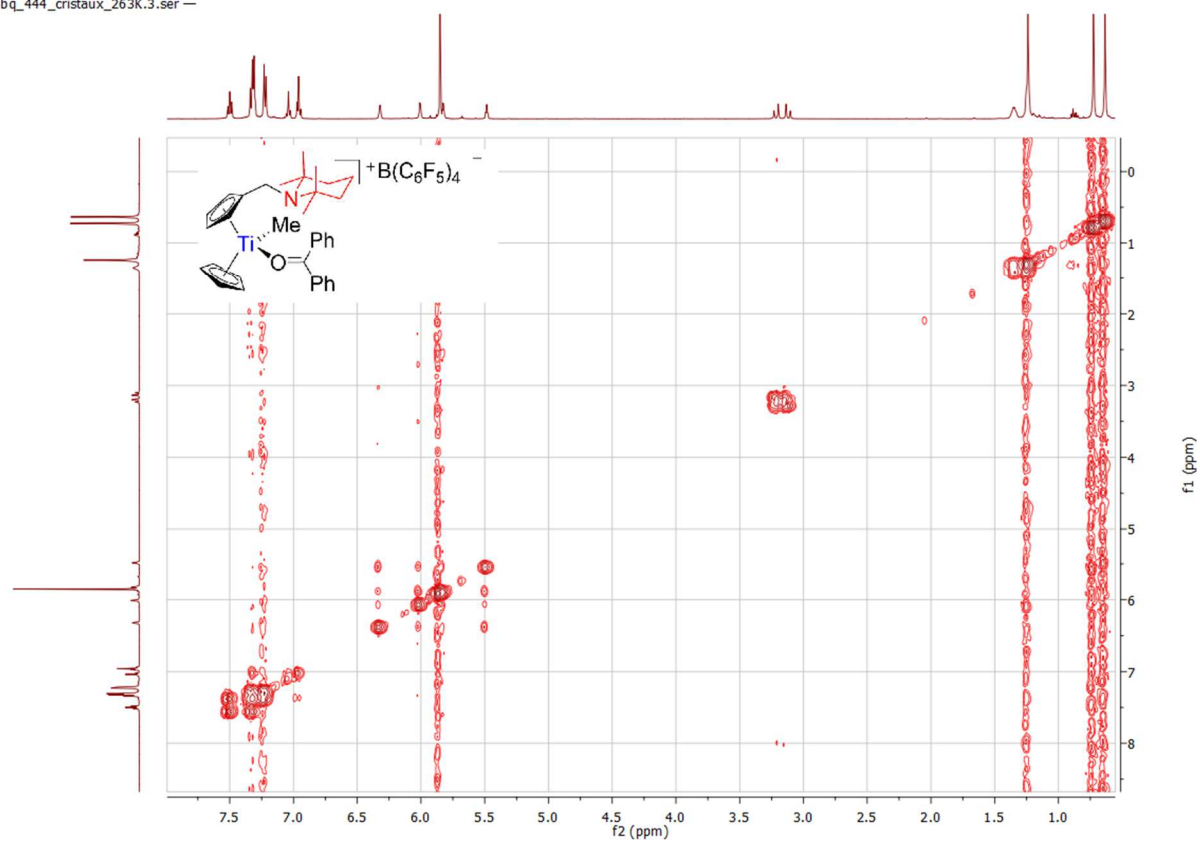 bq_444_cristaux_263K.3.ser —
+B(C6F5)4 −
N
Me
Ti
Ph
O
Ph
0
1
2
3
4
5
6
7
8
f1 (ppm)
7.5 7.0 6.5 6.0 5.5 5.0 4.5 4.0 3.5 3.0 2.5 2.0 1.5 1.0
f2 (ppm)